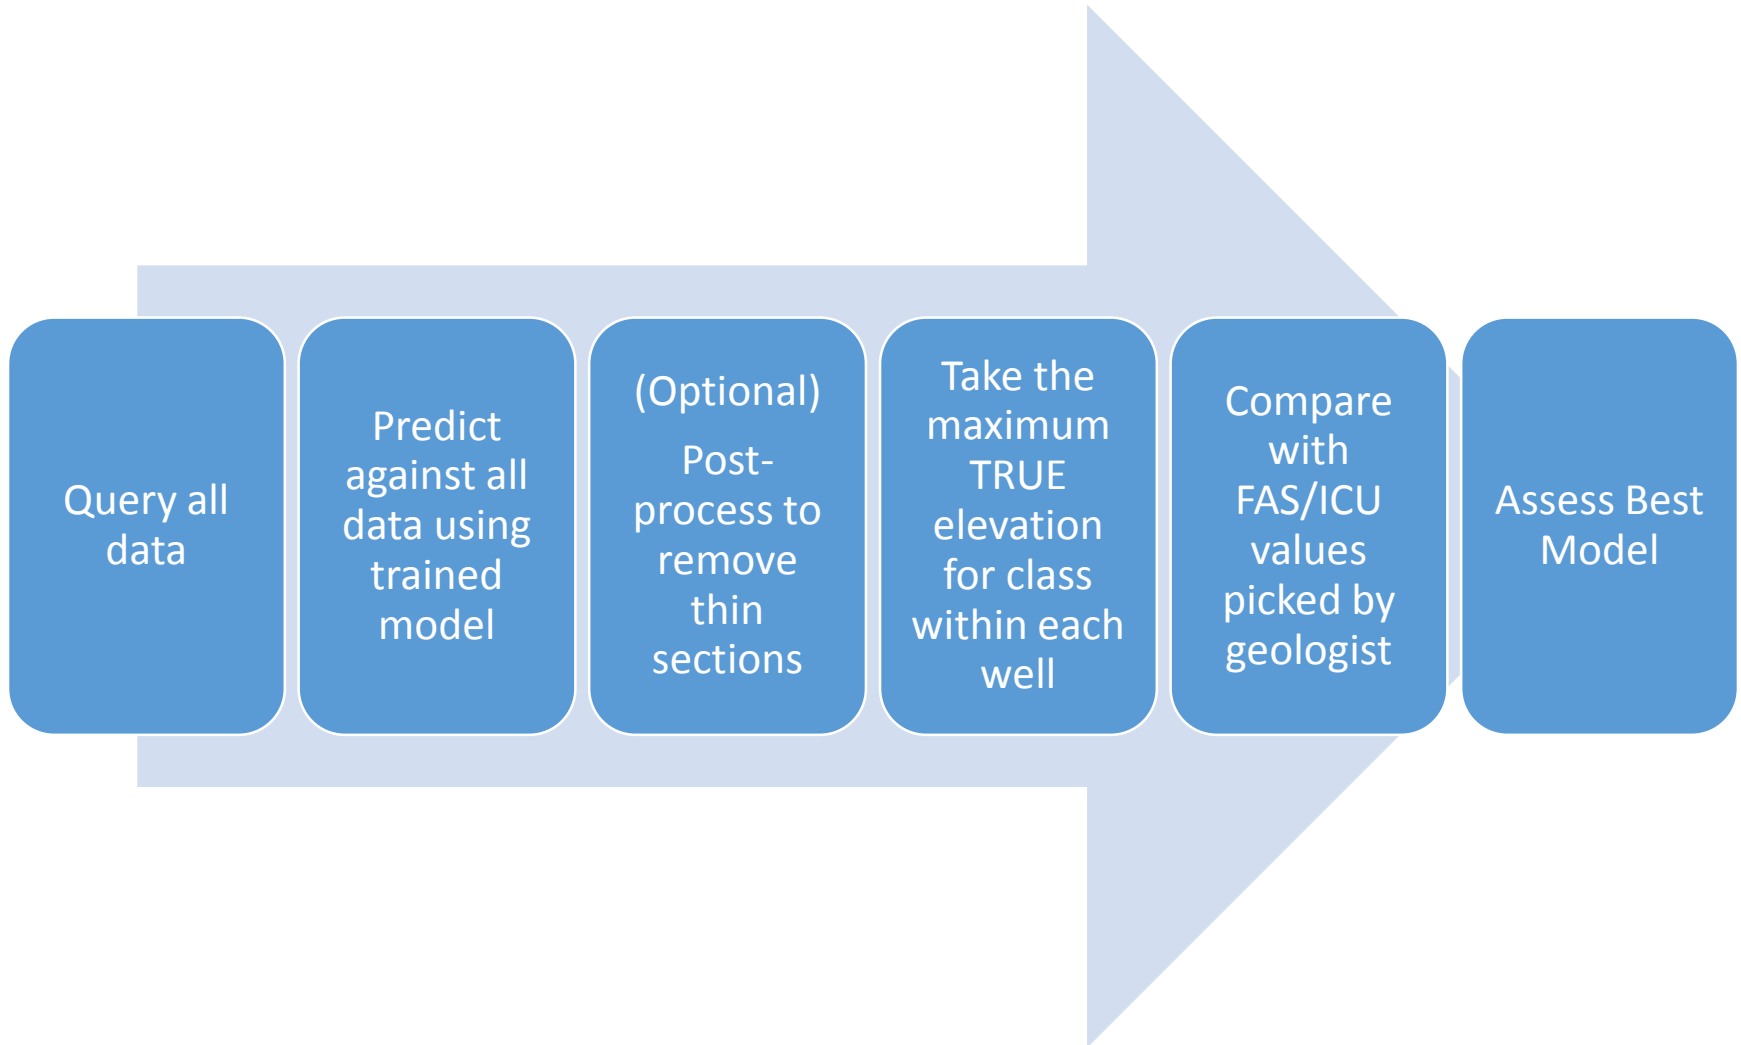 Query all
data
Predict
against all
data using
trained
model
(Optional)
Post-
process to
remove
thin
sections
Take the
maximum
TRUE
elevation
for class
within each
well
Compare
with
FAS/ICU
values
picked by
geologist
Assess Best
Model